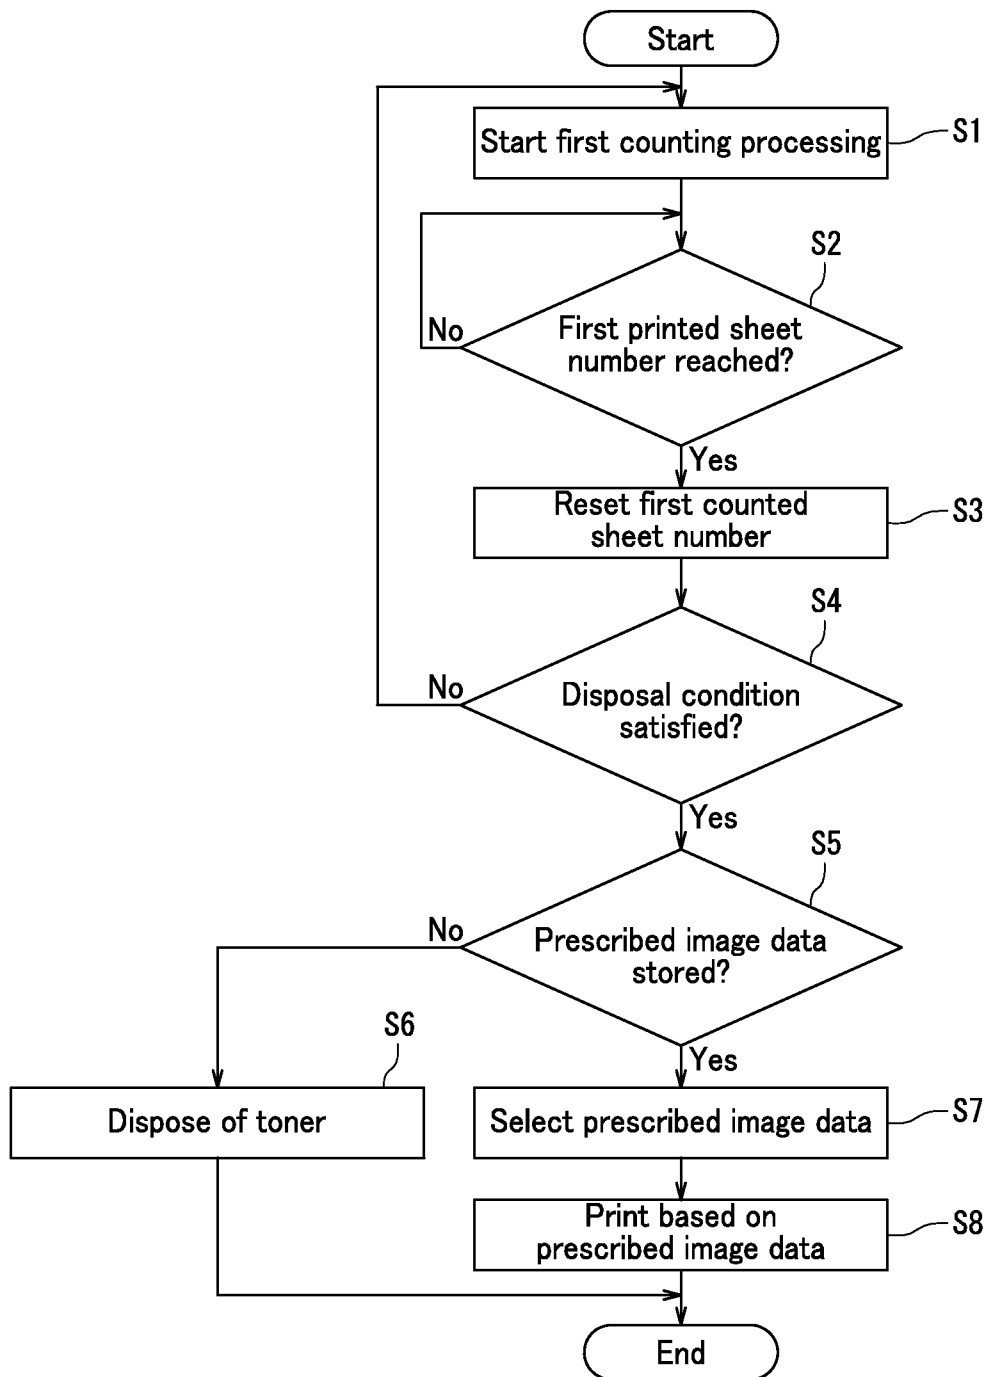 Start
Start first counting processing
S1
S2
First printed sheet
number reached?
No
Yes
Reset first counted
sheet number
S3
S4
Disposal condition
satisfied?
No
Yes
S5
Prescribed image data
stored?
No
Yes
S6
Dispose of toner
Select prescribed image data
S7
Print based on
prescribed image data
S8
End